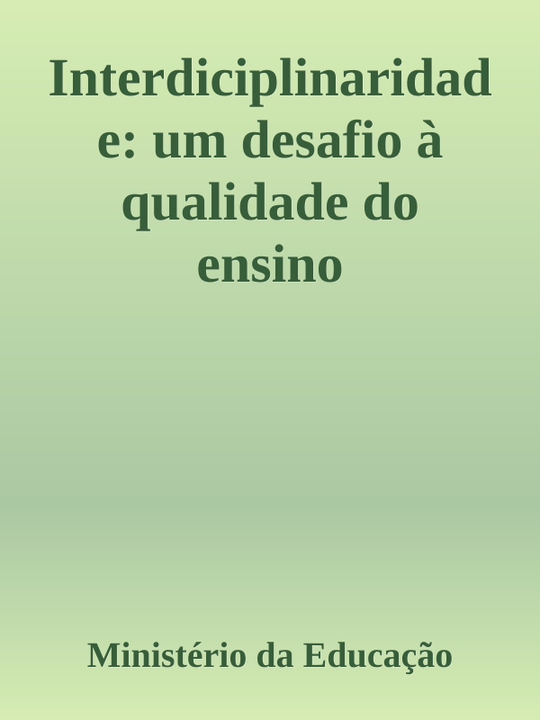 Interdiciplinaridad
e: um desafio à
qualidade do
ensino
Ministério da Educação